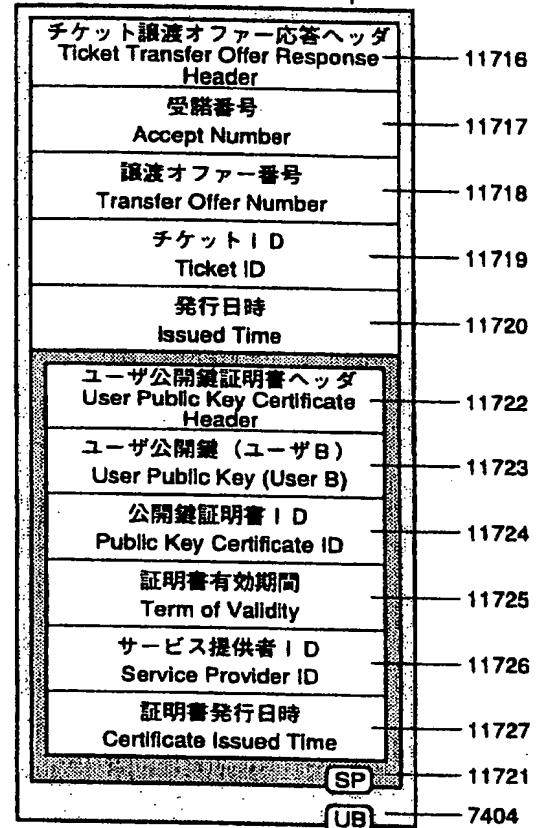 チケット譲渡オファー応答ヘッダ
Ticket Transfer Offer Response
Header
11716
受諾番号
Accept Number
11717
譲渡オファー番号
Transfer Offer Number
11718
チケットID
Ticket ID
11719
発行日時
Issued Time
11720
ユーザ公開鍵証明書ヘッダ
User Public Key Certificate
Header
11722
ユーザ公開鍵（ユーザB）
User Public Key (User B)
11723
公開鍵証明書ID
Public Key Certificate ID
11724
証明書有効期間
Term of Validity
11725
サービス提供者ID
Service Provider ID
11726
証明書発行日時
Certificate Issued Time
11727
SP
11721
UB
7404